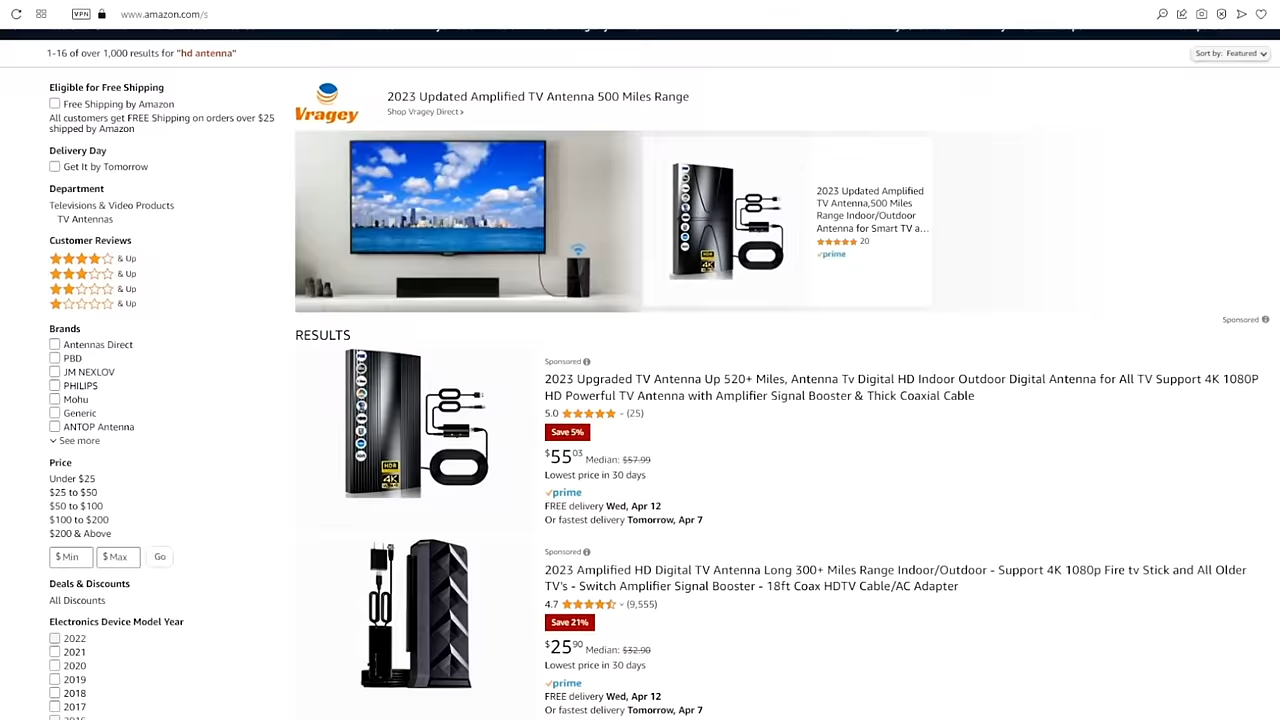 VPN
www.amazon.com/s
1-16 of over 1,000 results for "hd antenna"
Sort by: Featured
Eligible for Free Shipping
Free Shipping by Amazon
All customers get FREE Shipping on orders over $25
shipped by Amazon
Delivery Day
Get It by Tomorrow
Department
Televisions & Video Products
TV Antennas
Customer Reviews
& Up
& Up
& Up
& Up
Brands
Antennas Direct
PBD
JM NEXLOV
PHILIPS
Mohu
Generic
ANTOP Antenna
See more
Price
Under $25
$25 to $50
$50 to $100
$100 to $200
$200 & Above
$ Min $ Max Go
Deals & Discounts
All Discounts
Electronics Device Model Year
2022
2021
2020
2019
2018
2017
Vragey
2023 Updated Amplified TV Antenna 500 Miles Range
Shop Vragey Direct ›
2023 Updated Amplified
TV Antenna,500 Miles
Range Indoor/Outdoor
Antenna for Smart TV a...
20
prime
HDR
4K
Sponsored
RESULTS
HDR
4K
Sponsored
2023 Upgraded TV Antenna Up 520+ Miles, Antenna Tv Digital HD Indoor Outdoor Digital Antenna for All TV Support 4K 1080P
HD Powerful TV Antenna with Amplifier Signal Booster & Thick Coaxial Cable
5.0 (25)
Save 5%
$55 03 Median: $57.99
Lowest price in 30 days
prime
FREE delivery Wed, Apr 12
Or fastest delivery Tomorrow, Apr 7
Sponsored
2023 Amplified HD Digital TV Antenna Long 300+ Miles Range Indoor/Outdoor - Support 4K 1080p Fire tv Stick and All Older
TV's - Switch Amplifier Signal Booster - 18ft Coax HDTV Cable/AC Adapter
4.7 (9,555)
Save 21%
$25 90 Median: $32.90
Lowest price in 30 days
prime
FREE delivery Wed, Apr 12
Or fastest delivery Tomorrow, Apr 7